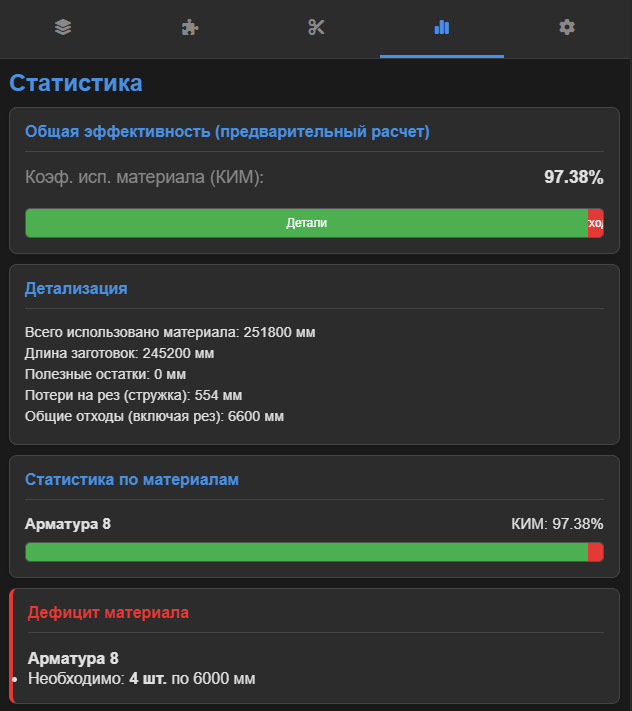 Статистика
Общая эффективность (предварительный расчет)
Коэф. исп. материала (КИМ): 97.38%
Детали
Детализация
Всего использовано материала: 251800 мм
Длина заготовок: 245200 мм
Полезные остатки: 0 мм
Потери на рез (стружка): 554 мм
Общие отходы (включая рез): 6600 мм
Статистика по материалам
Арматура 8 КИМ: 97.38%
Дефицит материала
Арматура 8
• Необходимо: 4 шт. по 6000 мм